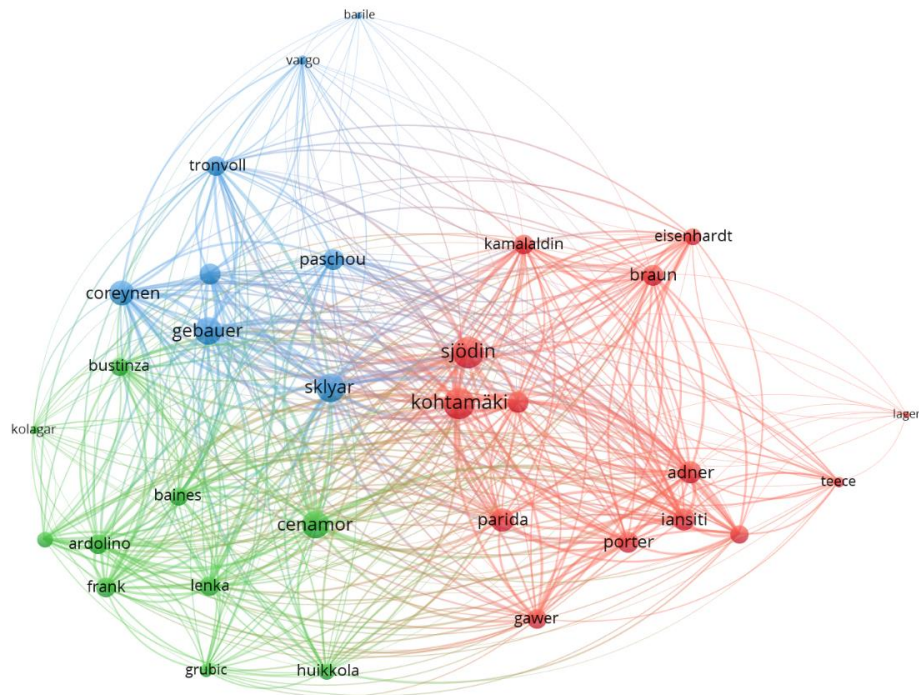 barile
vargo
tronvoll
kamalaldin
eisenhardt
paschou
braun
coreynen
gebauer
sjödin
bustinza
sklyar
kohtamäki
lager
kolagar
adner
teece
baines
cenamor
parida
iansiti
ardolino
porter
frank
lenka
gawer
grubic
huikkola